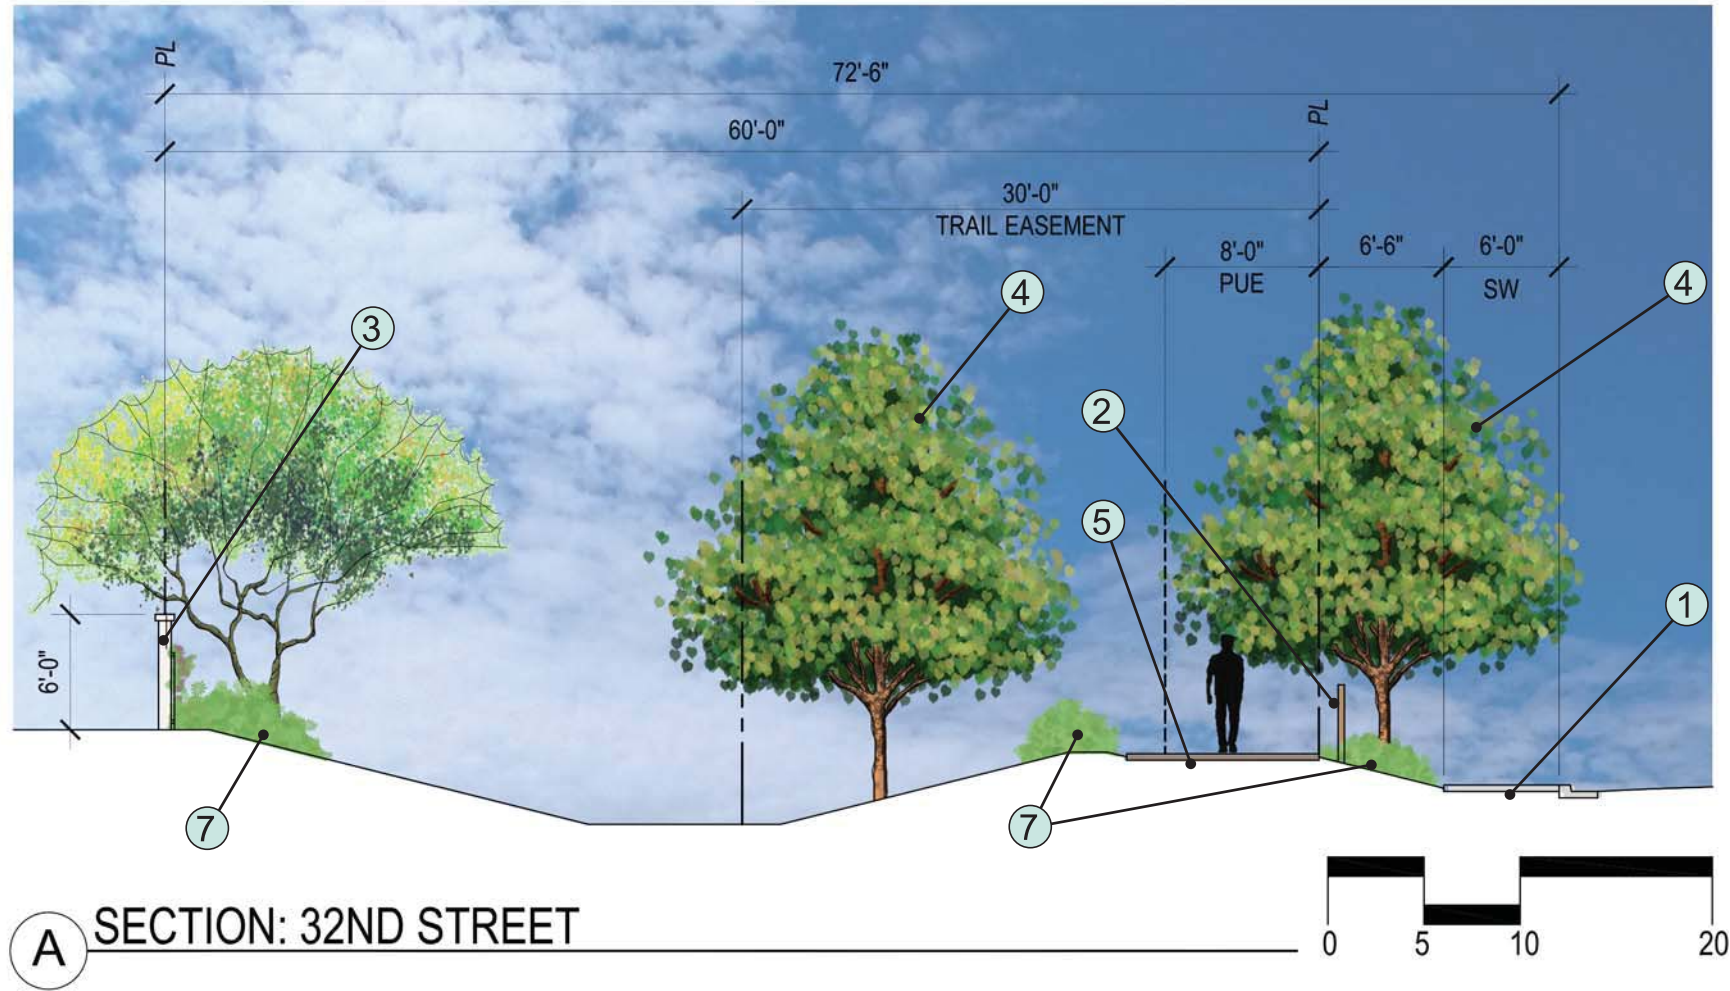 PL
72'-6"
PL
60'-0"
30'-0"
TRAIL EASEMENT
8'-0"
PUE
6'-6"
6'-0"
SW
4
4
3
2
5
1
6'-0"
7
7
A
SECTION: 32ND STREET
0 5 10 20